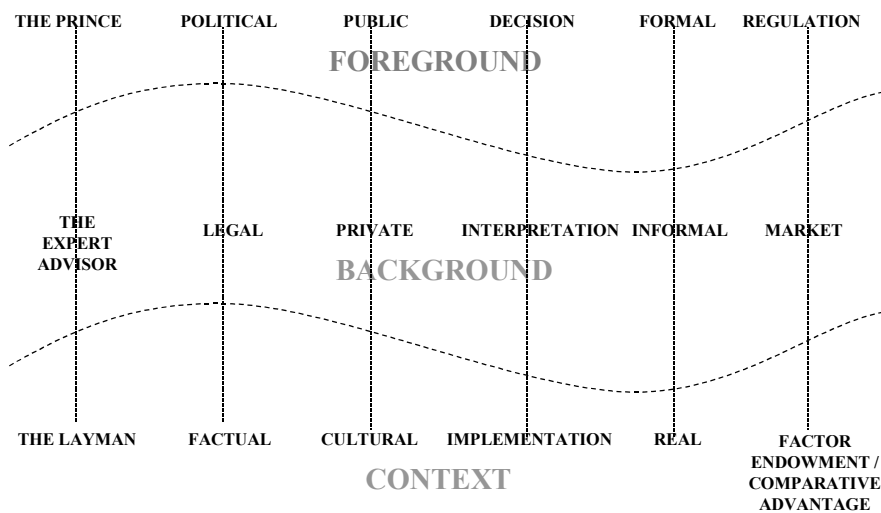 THE PRINCE POLITICAL PUBLIC DECISION FORMAL REGULATION
FOREGROUND
THE
EXPERT
ADVISOR
LEGAL PRIVATE INTERPRETATION INFORMAL MARKET
BACKGROUND
THE LAYMAN FACTUAL CULTURAL IMPLEMENTATION REAL
FACTOR
ENDOWMENT /
COMPARATIVE
ADVANTAGE
CONTEXT